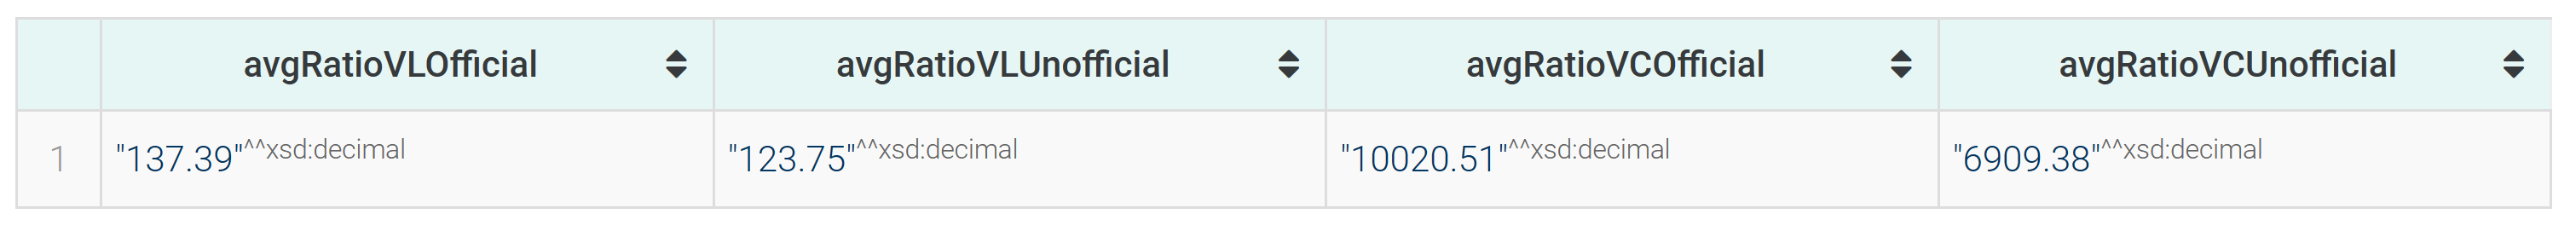 avgRatioVLOfficial avgRatioVLUnofficial avgRatioVCOfficial avgRatioVCUnofficial
1 "137.39"^^xsd:decimal "123.75"^^xsd:decimal "10020.51"^^xsd:decimal "6909.38"^^xsd:decimal